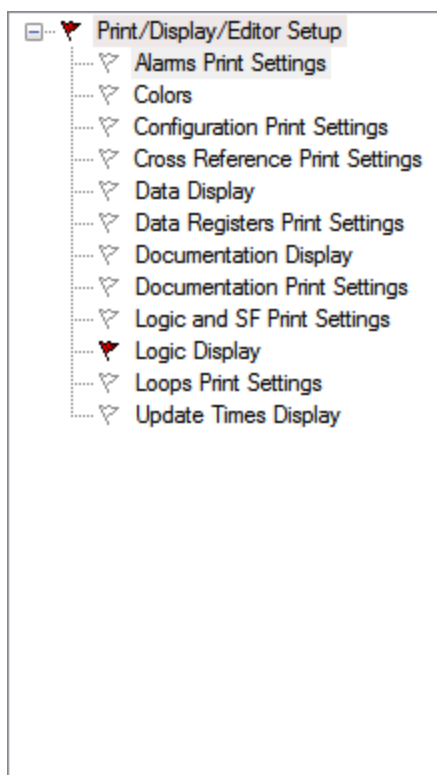 Print/Display/Editor Setup
Alarms Print Settings
Colors
Configuration Print Settings
Cross Reference Print Settings
Data Display
Data Registers Print Settings
Documentation Display
Documentation Print Settings
Logic and SF Print Settings
Logic Display
Loops Print Settings
Update Times Display